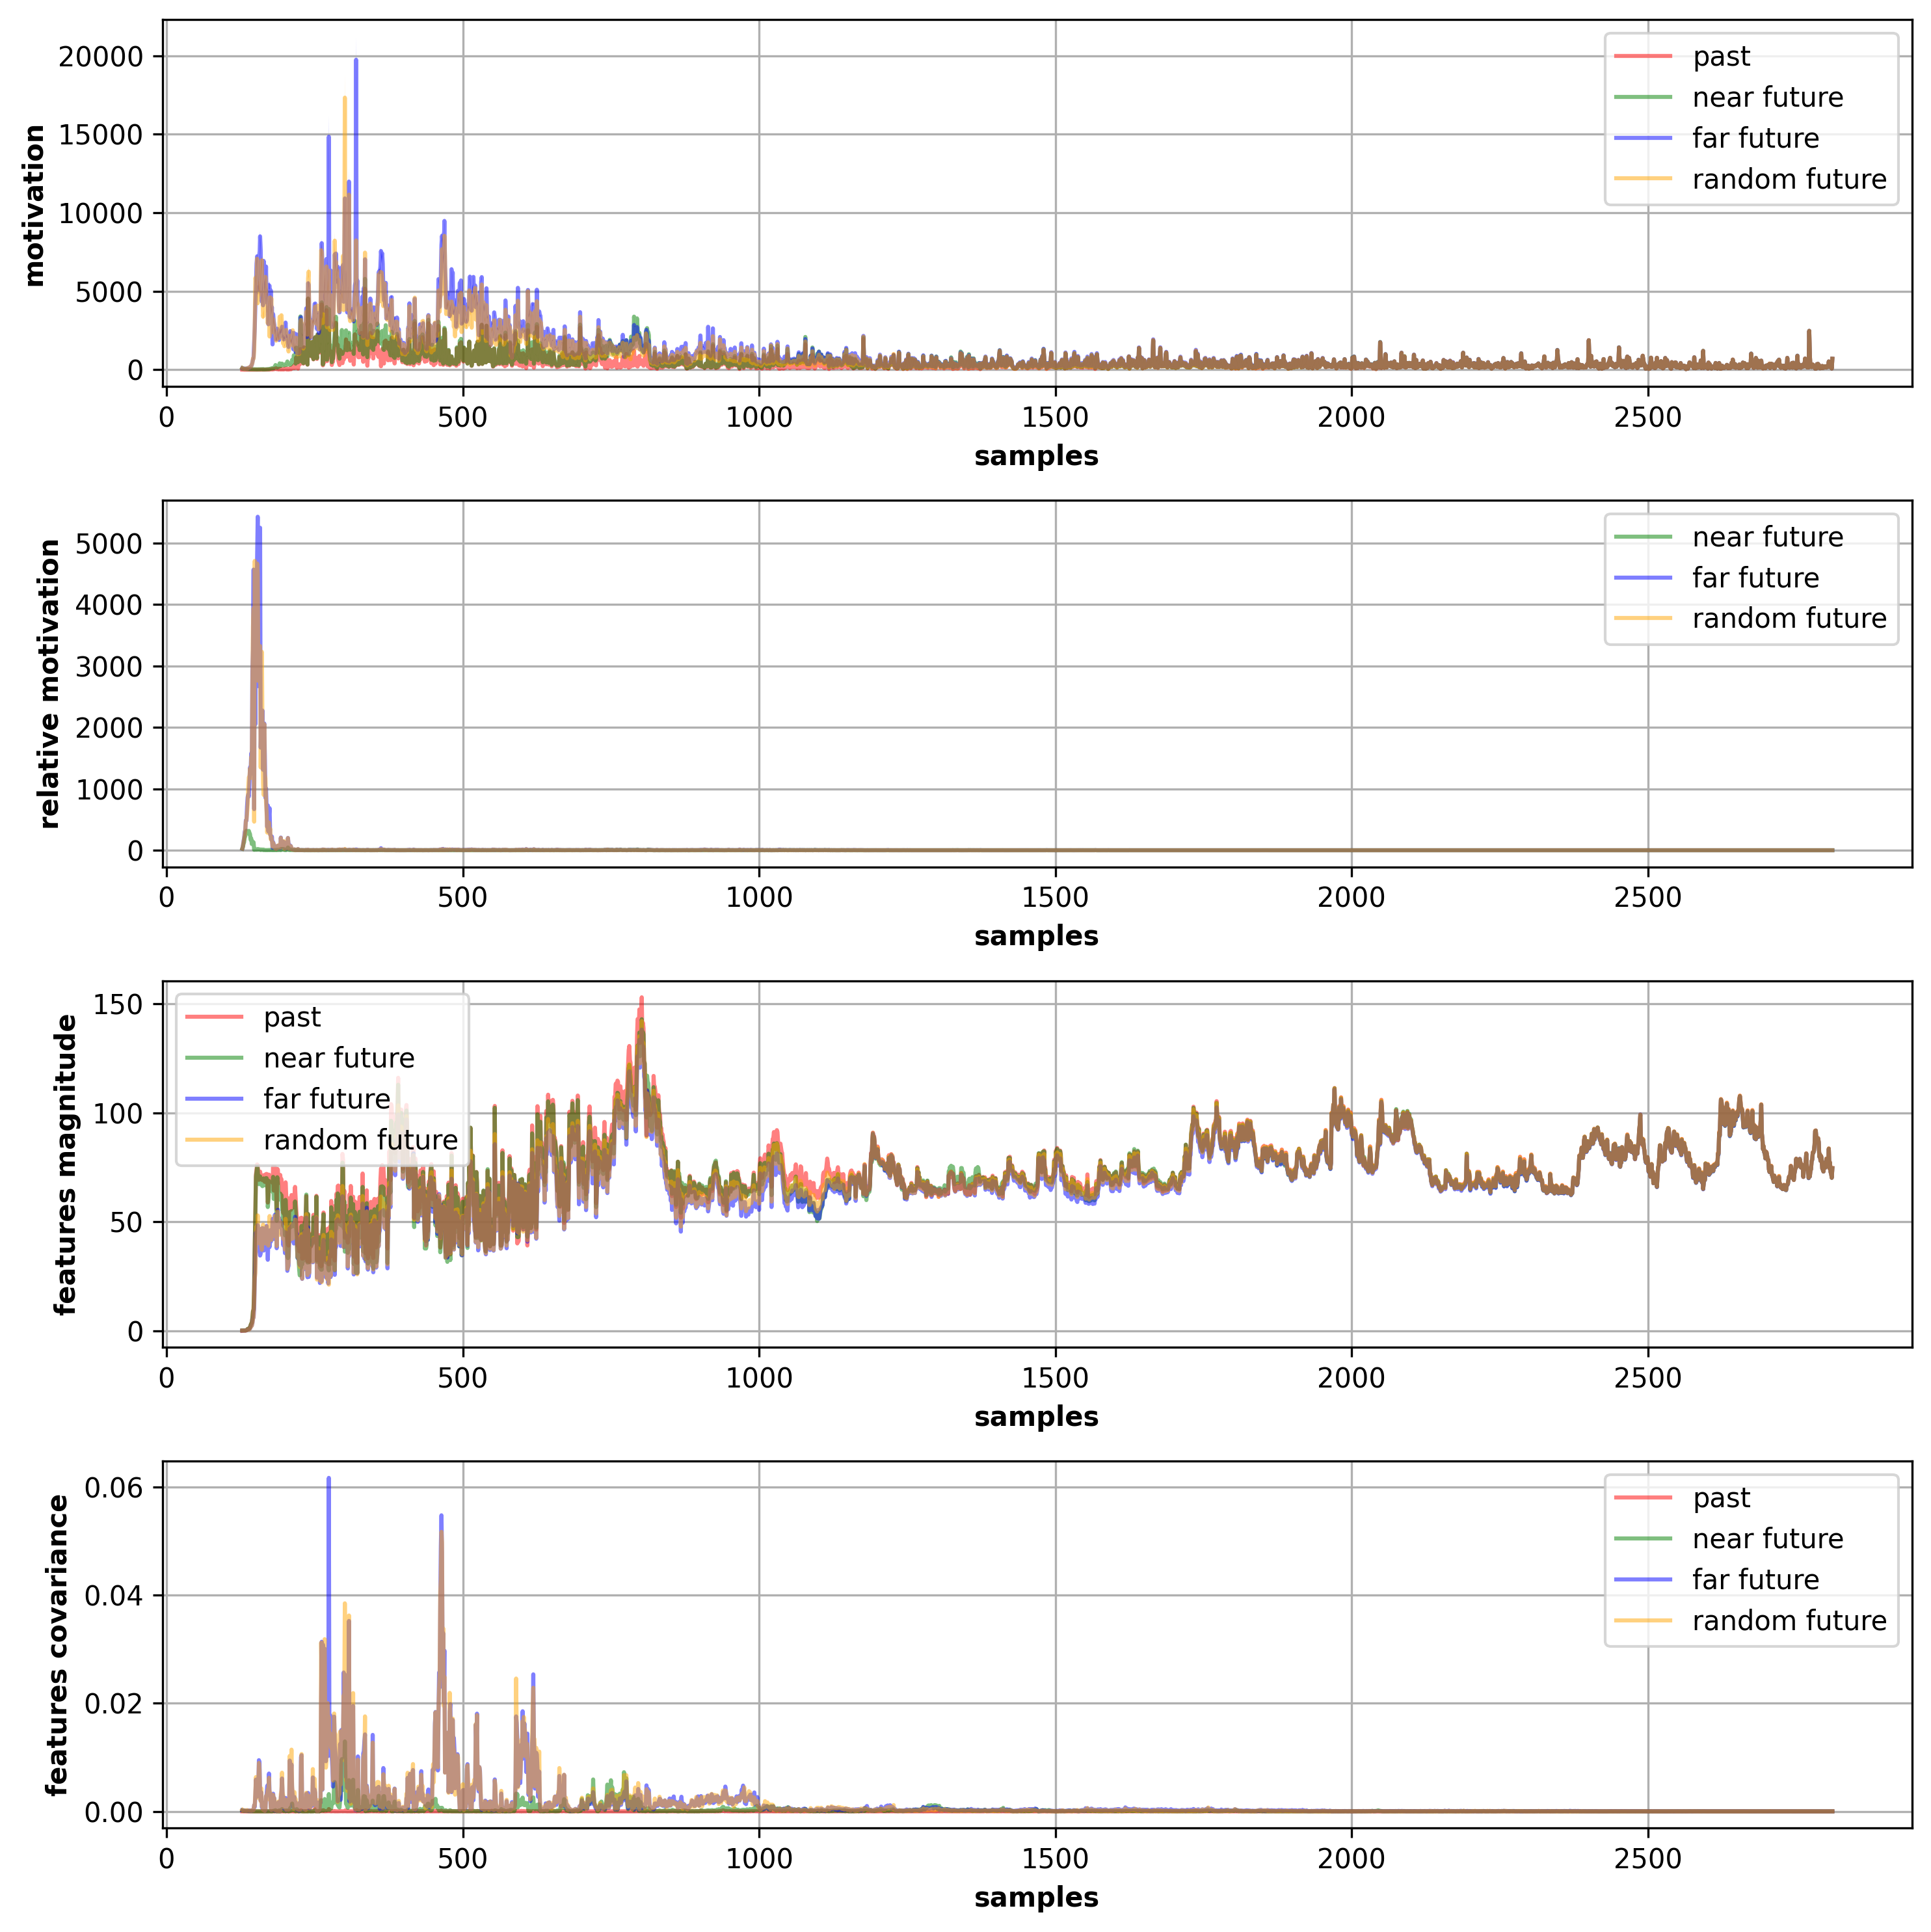 motivation
20000
15000
10000
5000
0
past
near future
far future
random future
0 500 1000 1500 2000 2500
samples
relative motivation
5000
4000
3000
2000
1000
0
near future
far future
random future
0 500 1000 1500 2000 2500
samples
features magnitude
150
100
50
0
past
near future
far future
random future
0 500 1000 1500 2000 2500
samples
features covariance
0.06
0.04
0.02
0.00
past
near future
far future
random future
0 500 1000 1500 2000 2500
samples